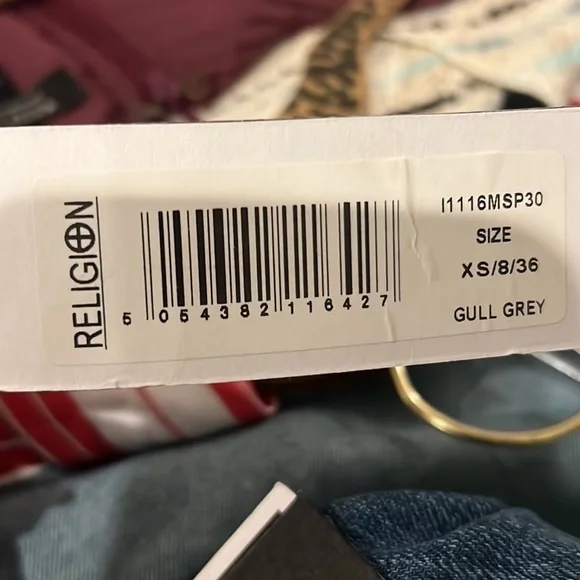 RELIGION
5 054382 116427
I1116MSP30
SIZE
XS/8/36
GULL GREY